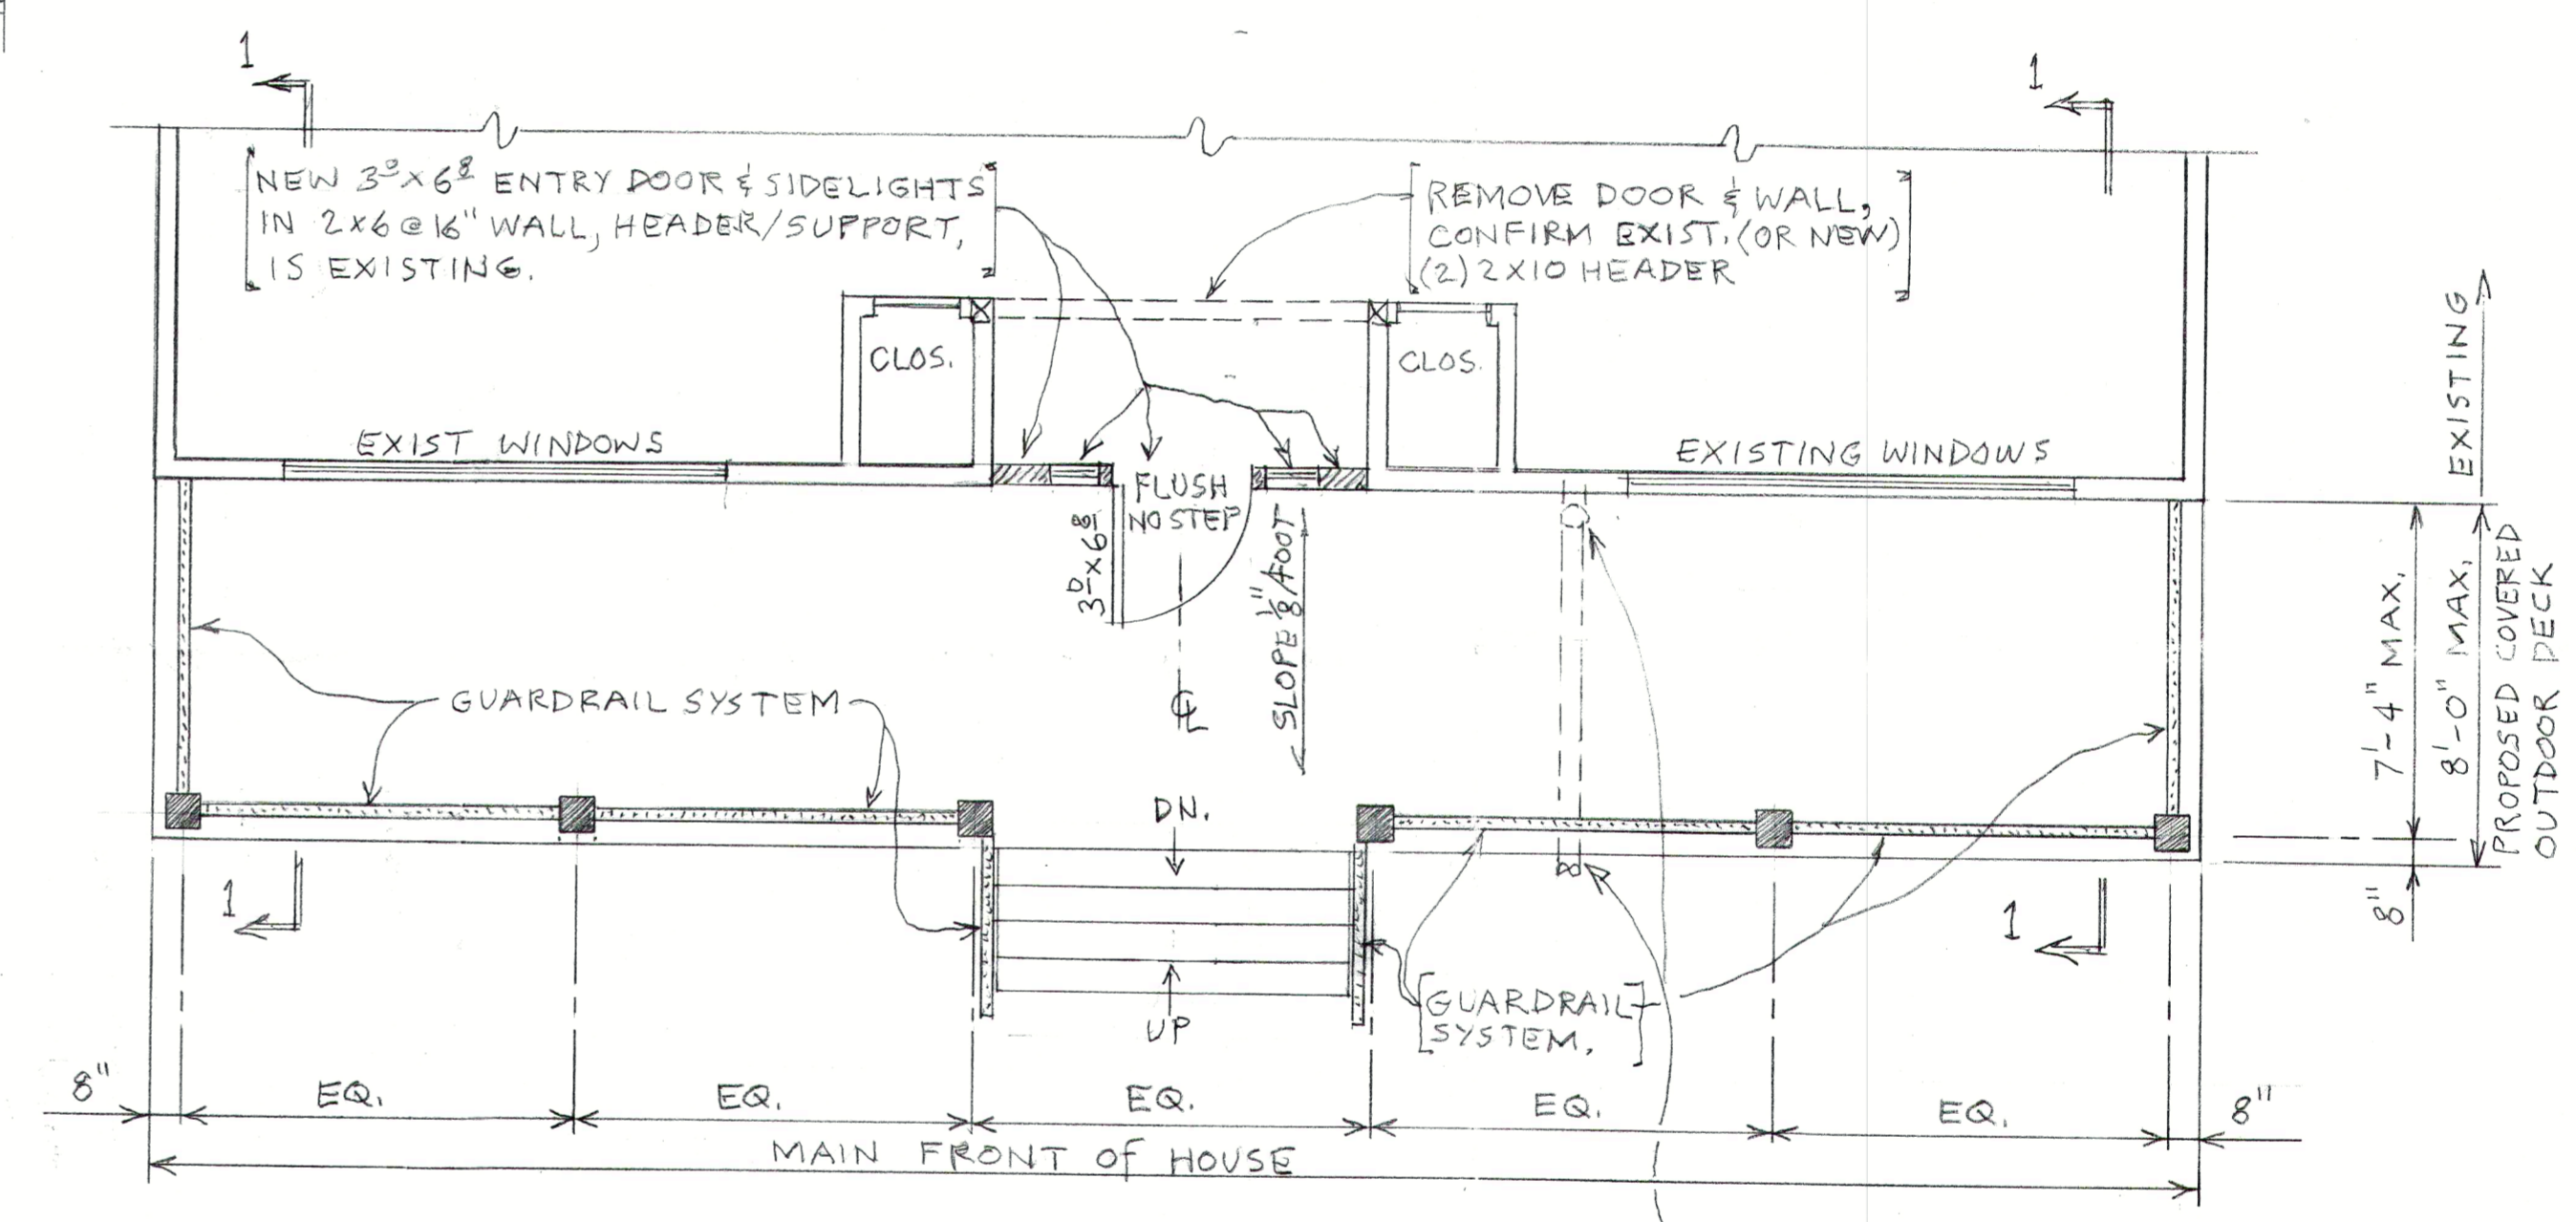 1
1
NEW 3⁰X6⁸ ENTRY DOOR & SIDELIGHTS
IN 2X6@16" WALL, HEADER/SUPPORT,
IS EXISTING.
REMOVE DOOR & WALL,
CONFIRM EXIST. (OR NEW)
(2) 2X10 HEADER
CLOS.
CLOS.
EXIST WINDOWS
EXISTING WINDOWS
EXISTING
FLUSH
NO STEP
3⁰X6⁸
SLOPE 1/8"/FOOT
℄
GUARDRAIL SYSTEM
7'-4" MAX.
8'-0" MAX.
PROPOSED COVERED
OUTDOOR DECK
8"
DN.
UP
1
1
GUARDRAIL
SYSTEM.
8"
EQ.
EQ.
EQ.
EQ.
EQ.
8"
MAIN FRONT Of HOUSE